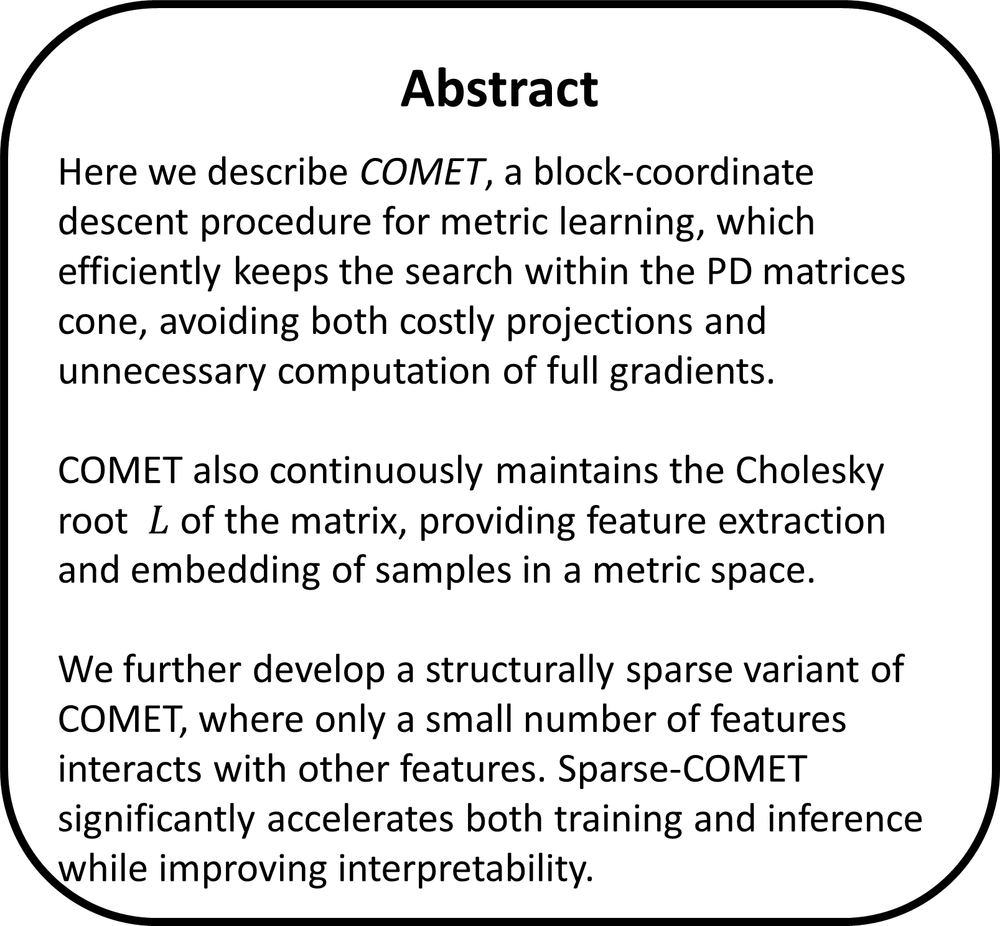 Abstract
Here we describe COMET, a block-coordinate
descent procedure for metric learning, which
efficiently keeps the search within the PD matrices
cone, avoiding both costly projections and
unnecessary computation of full gradients.
COMET also continuously maintains the Cholesky
root L of the matrix, providing feature extraction
and embedding of samples in a metric space.
We further develop a structurally sparse variant of
COMET, where only a small number of features
interacts with other features. Sparse-COMET
significantly accelerates both training and inference
while improving interpretability.